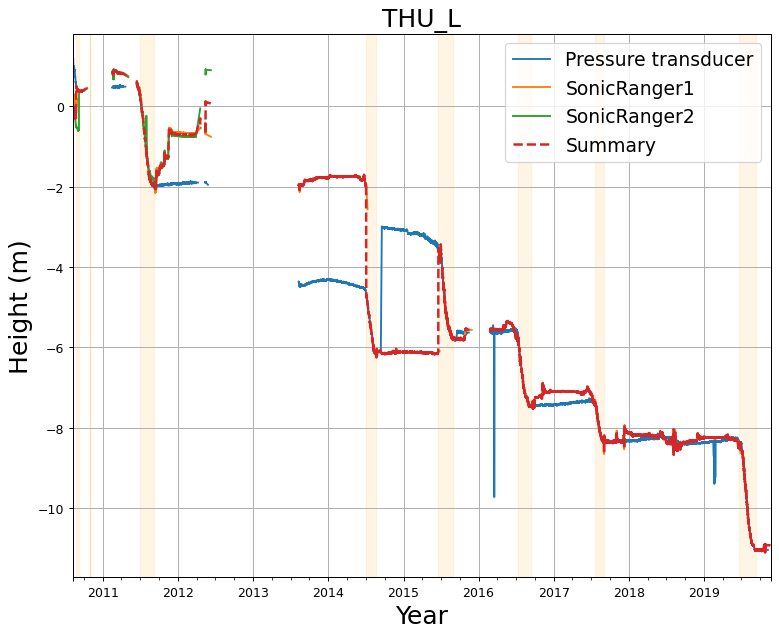 THU_L
Pressure transducer
SonicRanger1
SonicRanger2
Summary
Height (m)
0
−2
−4
−6
−8
−10
2011 2012 2013 2014 2015 2016 2017 2018 2019
Year